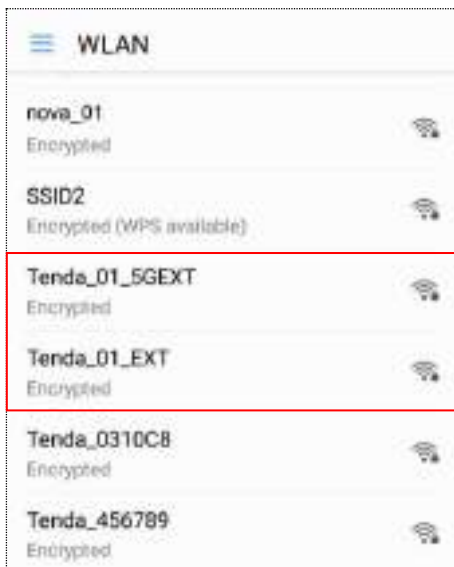 WLAN
nova_01
Encrypted
SSID2
Encrypted (WPS available)
Tenda_01_5GEXT
Encrypted
Tenda_01_EXT
Encrypted
Tenda_0310C8
Encrypted
Tenda_456789
Encrypted